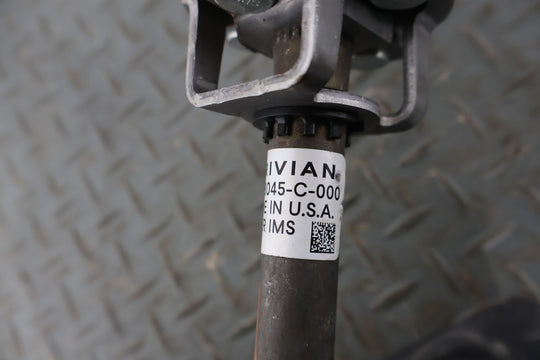 IVIAN
045-C-000
E IN U.S.A.
R IMS